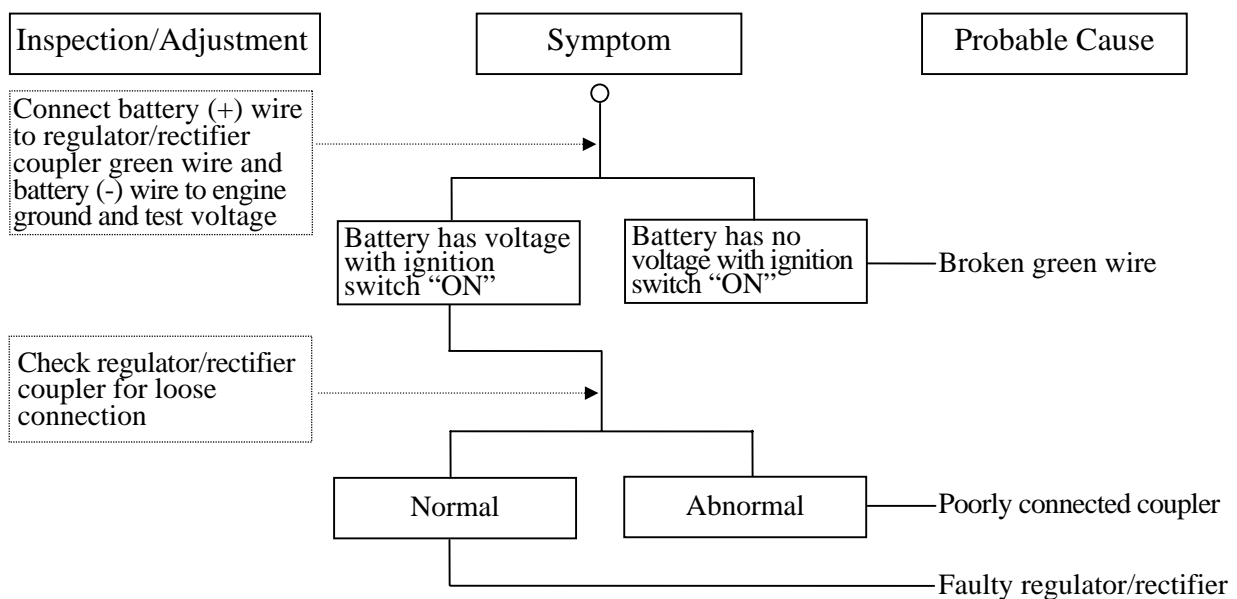 Inspection/Adjustment
Symptom
Probable Cause
Connect battery (+) wire
to regulator/rectifier
coupler green wire and
battery (-) wire to engine
ground and test voltage
Battery has voltage
with ignition
switch “ON”
Battery has no
voltage with ignition
switch “ON”
Broken green wire
Check regulator/rectifier
coupler for loose
connection
Normal
Abnormal
Poorly connected coupler
Faulty regulator/rectifier